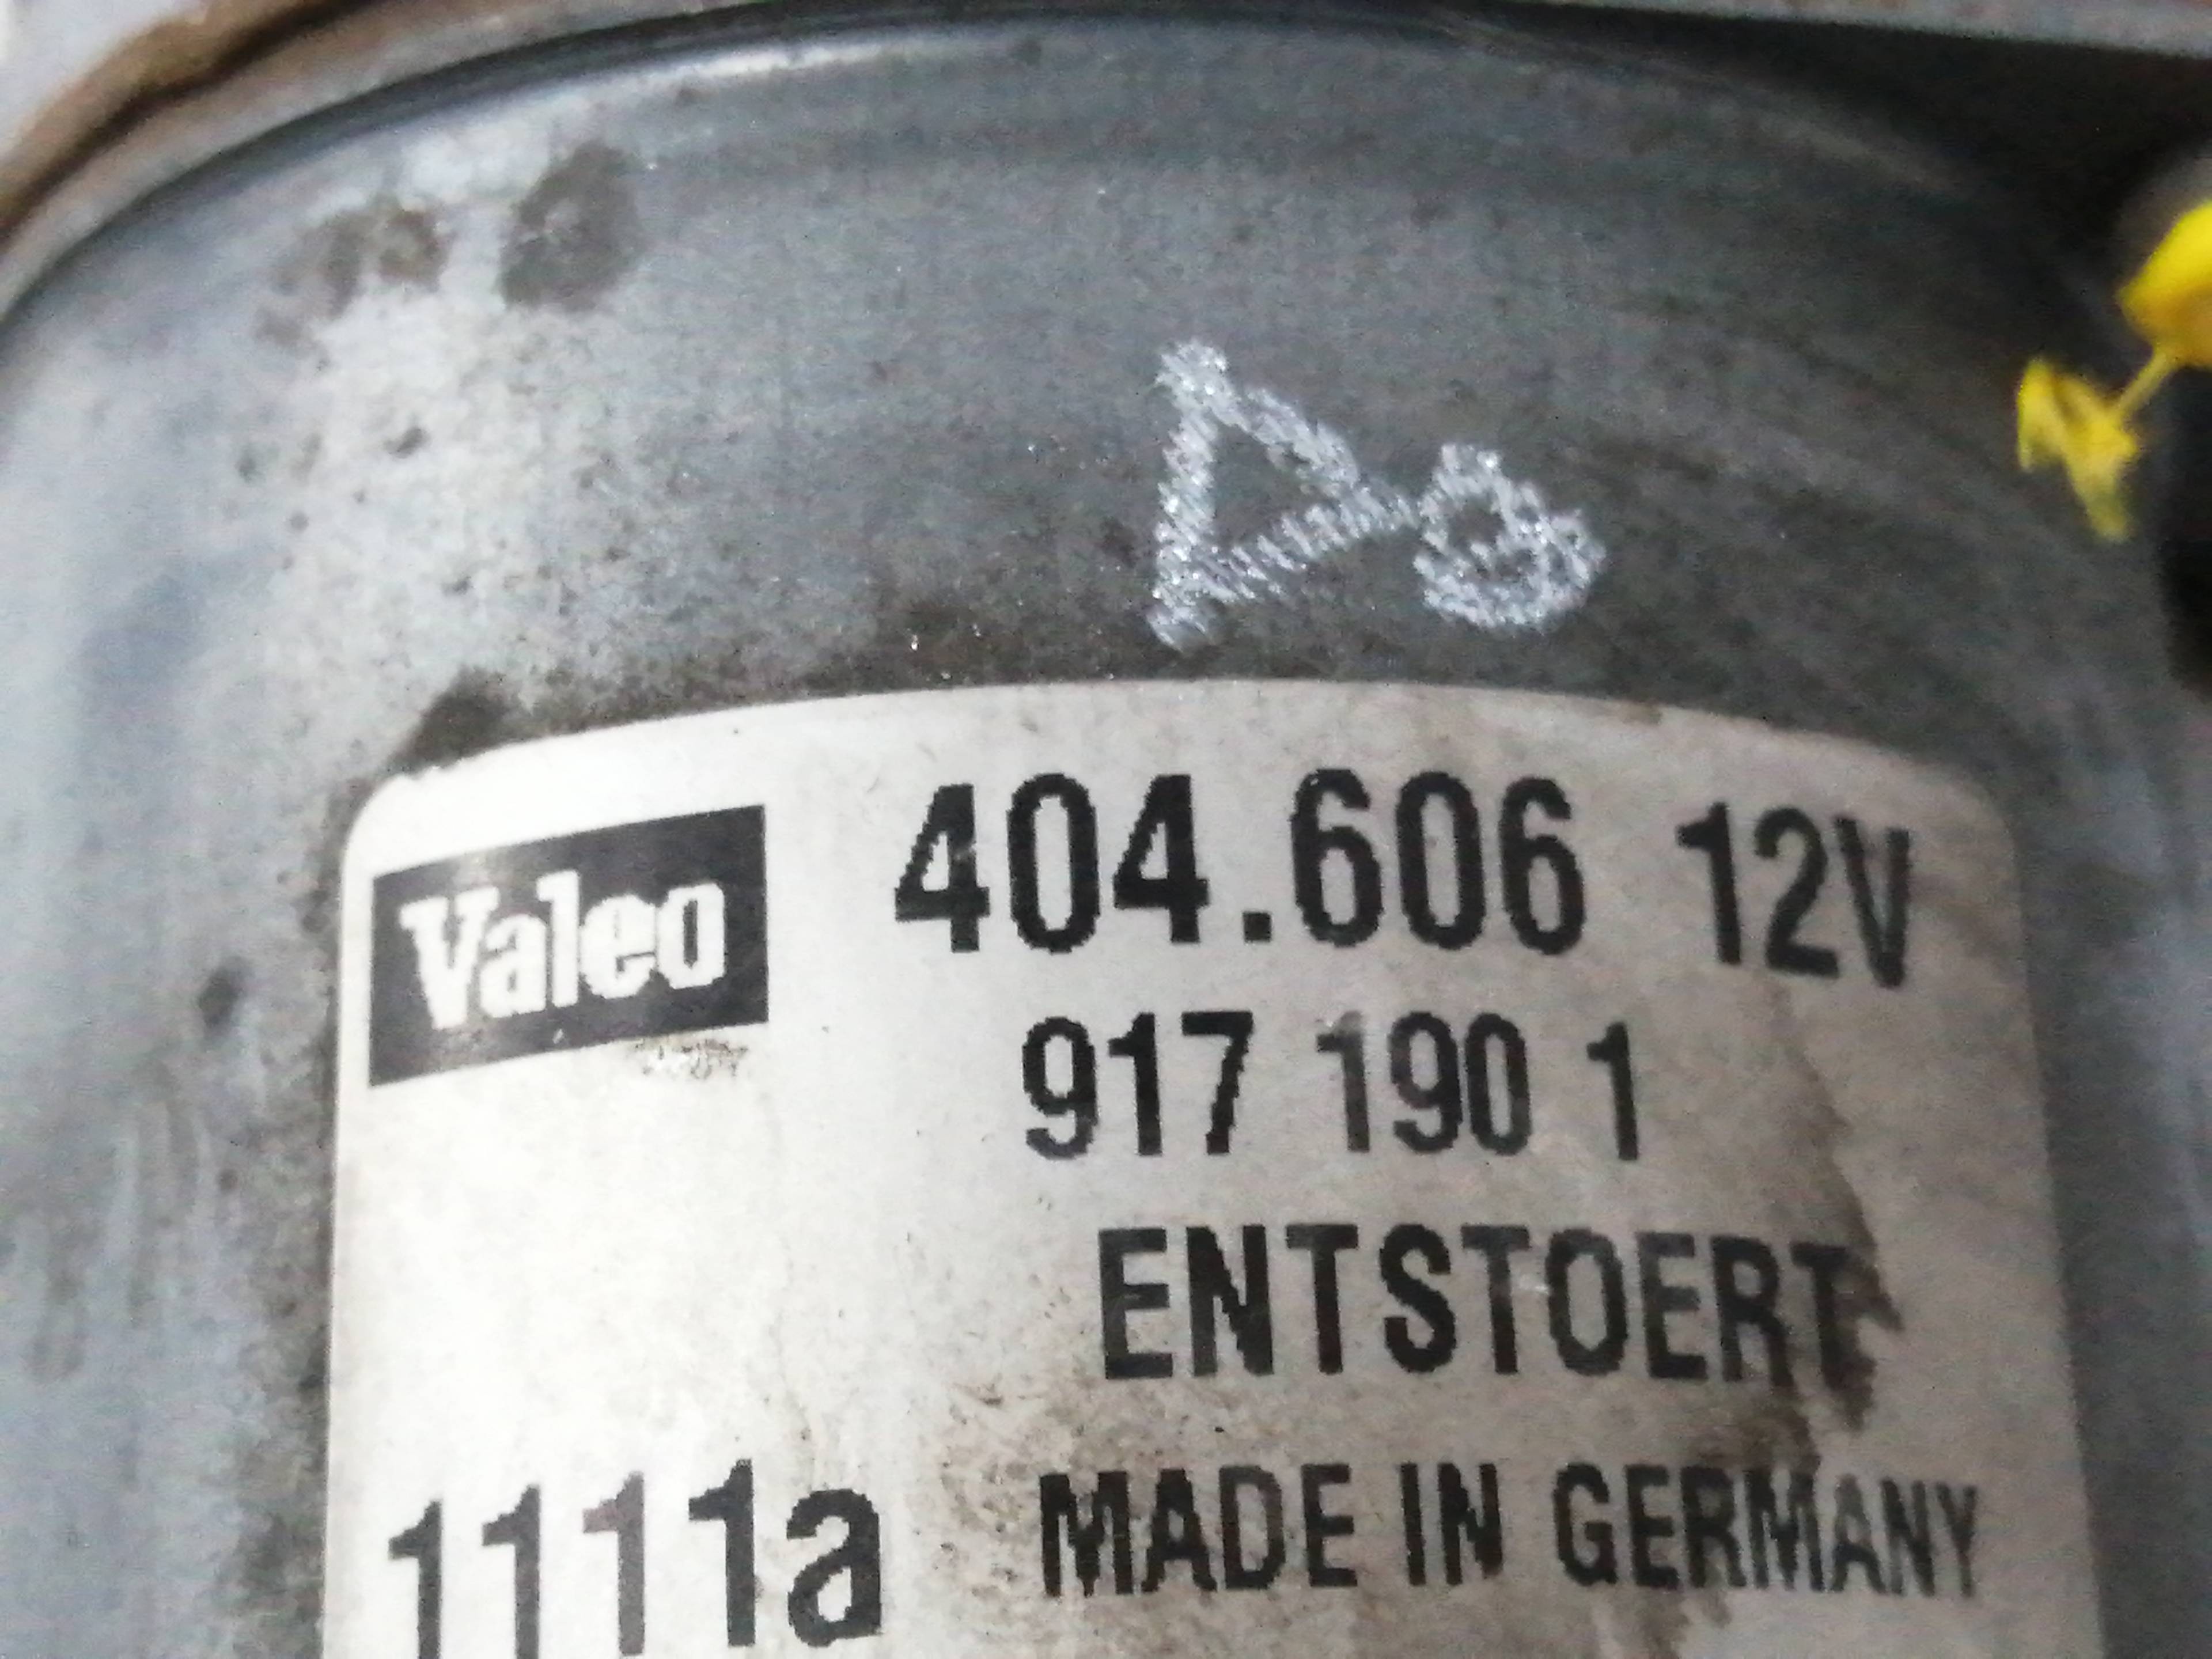 Valeo 404.606 12V
917 190 1
ENTSTOERT
1111a MADE IN GERMANY